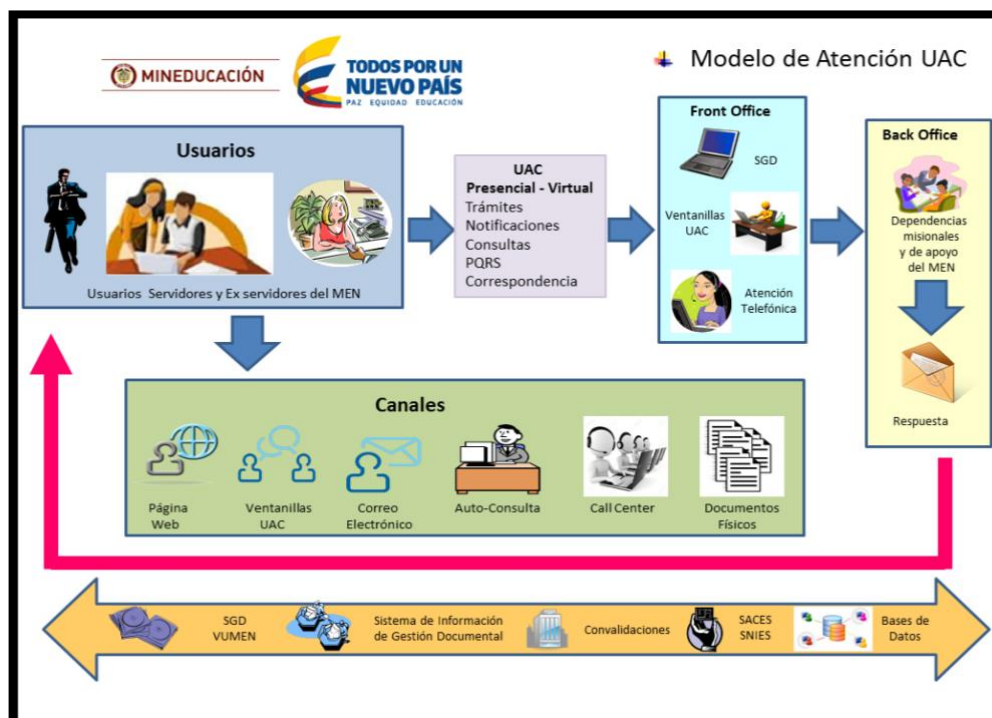 MINEDUCACIÓN
TODOS POR UN
NUEVO PAÍS
PAZ EQUIDAD EDUCACIÓN
Modelo de Atención UAC
Usuarios
Usuarios Servidores y Ex servidores del MEN
UAC
Presencial - Virtual
Trámites
Notificaciones
Consultas
PQRS
Correspondencia
Front Office
SGD
Ventanillas
UAC
Atención
Telefónica
Back Office
Dependencias
misionales
y de apoyo
del MEN
Respuesta
Canales
Página
Web
Ventanillas
UAC
Correo
Electrónico
Auto-Consulta
Call Center
Documentos
Físicos
SGD
VUMEN
Sistema de Información
de Gestión Documental
Convalidaciones
SACES
SNIES
Bases de
Datos